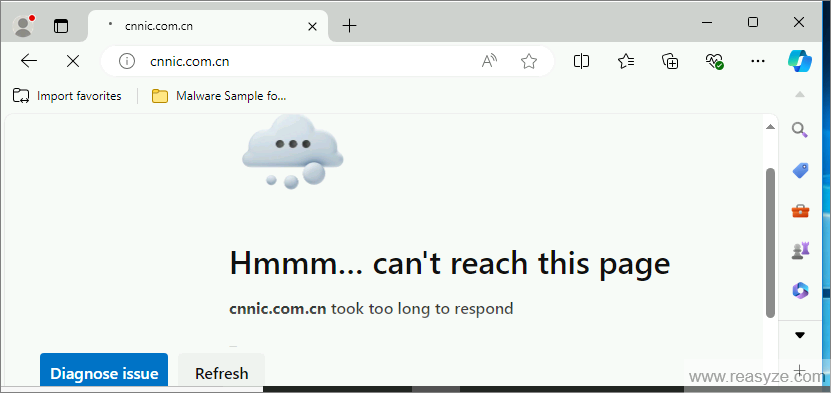 cnnic.com.cn
cnnic.com.cn
Import favorites
Malware Sample fo...
Hmmm... can't reach this page
cnnic.com.cn took too long to respond
Diagnose issue
Refresh
www.reasyze.com